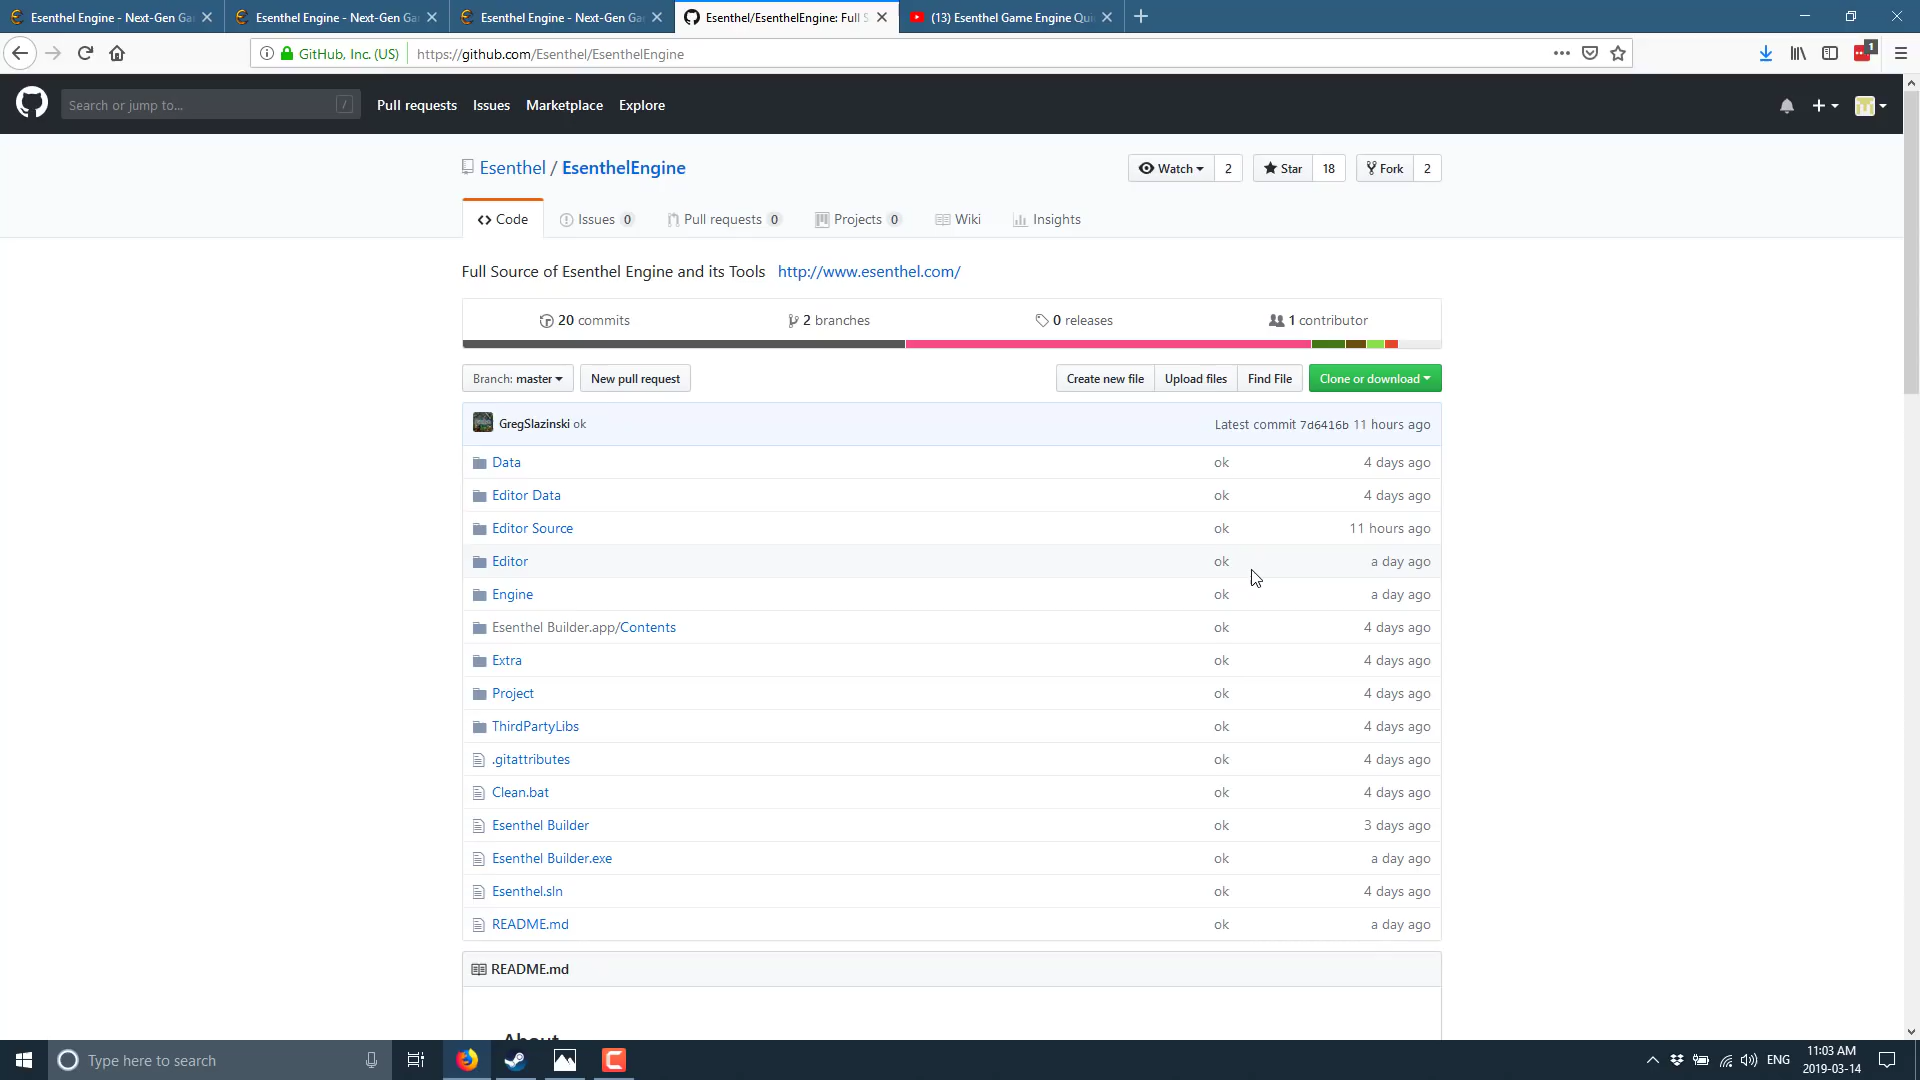 Esenthel Engine - Next-Gen Ga
Esenthel Engine - Next-Gen Ga
Esenthel Engine - Next-Gen Ga
Esenthel/EsenthelEngine: Full S
(13) Esenthel Game Engine Qui
GitHub, Inc. (US)
https://github.com/Esenthel/EsenthelEngine
1
Search or jump to...
/
Pull requests
Issues
Marketplace
Explore
Esenthel / EsenthelEngine
Watch
2
Star
18
Fork
2
Code
Issues 0
Pull requests 0
Projects 0
Wiki
Insights
Full Source of Esenthel Engine and its Tools http://www.esenthel.com/
20 commits
2 branches
0 releases
1 contributor
Branch: master
New pull request
Create new file
Upload files
Find File
Clone or download
GregSlazinski ok
Latest commit 7d6416b 11 hours ago
Data ok 4 days ago
Editor Data ok 4 days ago
Editor Source ok 11 hours ago
Editor ok a day ago
Engine ok a day ago
Esenthel Builder.app/Contents ok 4 days ago
Extra ok 4 days ago
Project ok 4 days ago
ThirdPartyLibs ok 4 days ago
.gitattributes ok 4 days ago
Clean.bat ok 4 days ago
Esenthel Builder ok 3 days ago
Esenthel Builder.exe ok a day ago
Esenthel.sln ok 4 days ago
README.md ok a day ago
README.md
About
Type here to search
ENG
11:03 AM
2019-03-14